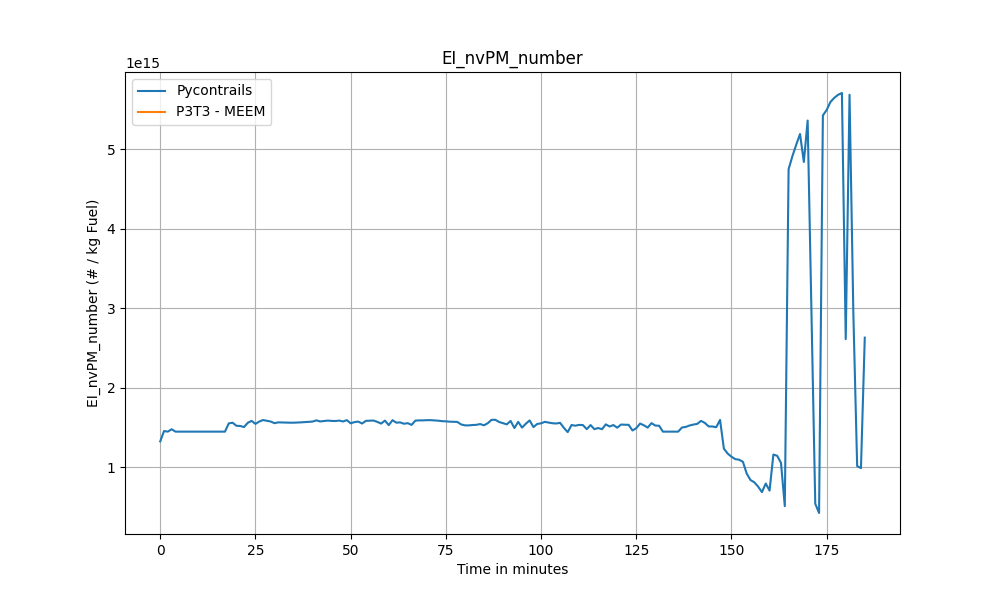 EI_nvPM_number
1e15
Pycontrails
P3T3 - MEEM
5
4
3
2
1
EI_nvPM_number (# / kg Fuel)
0 25 50 75 100 125 150 175
Time in minutes